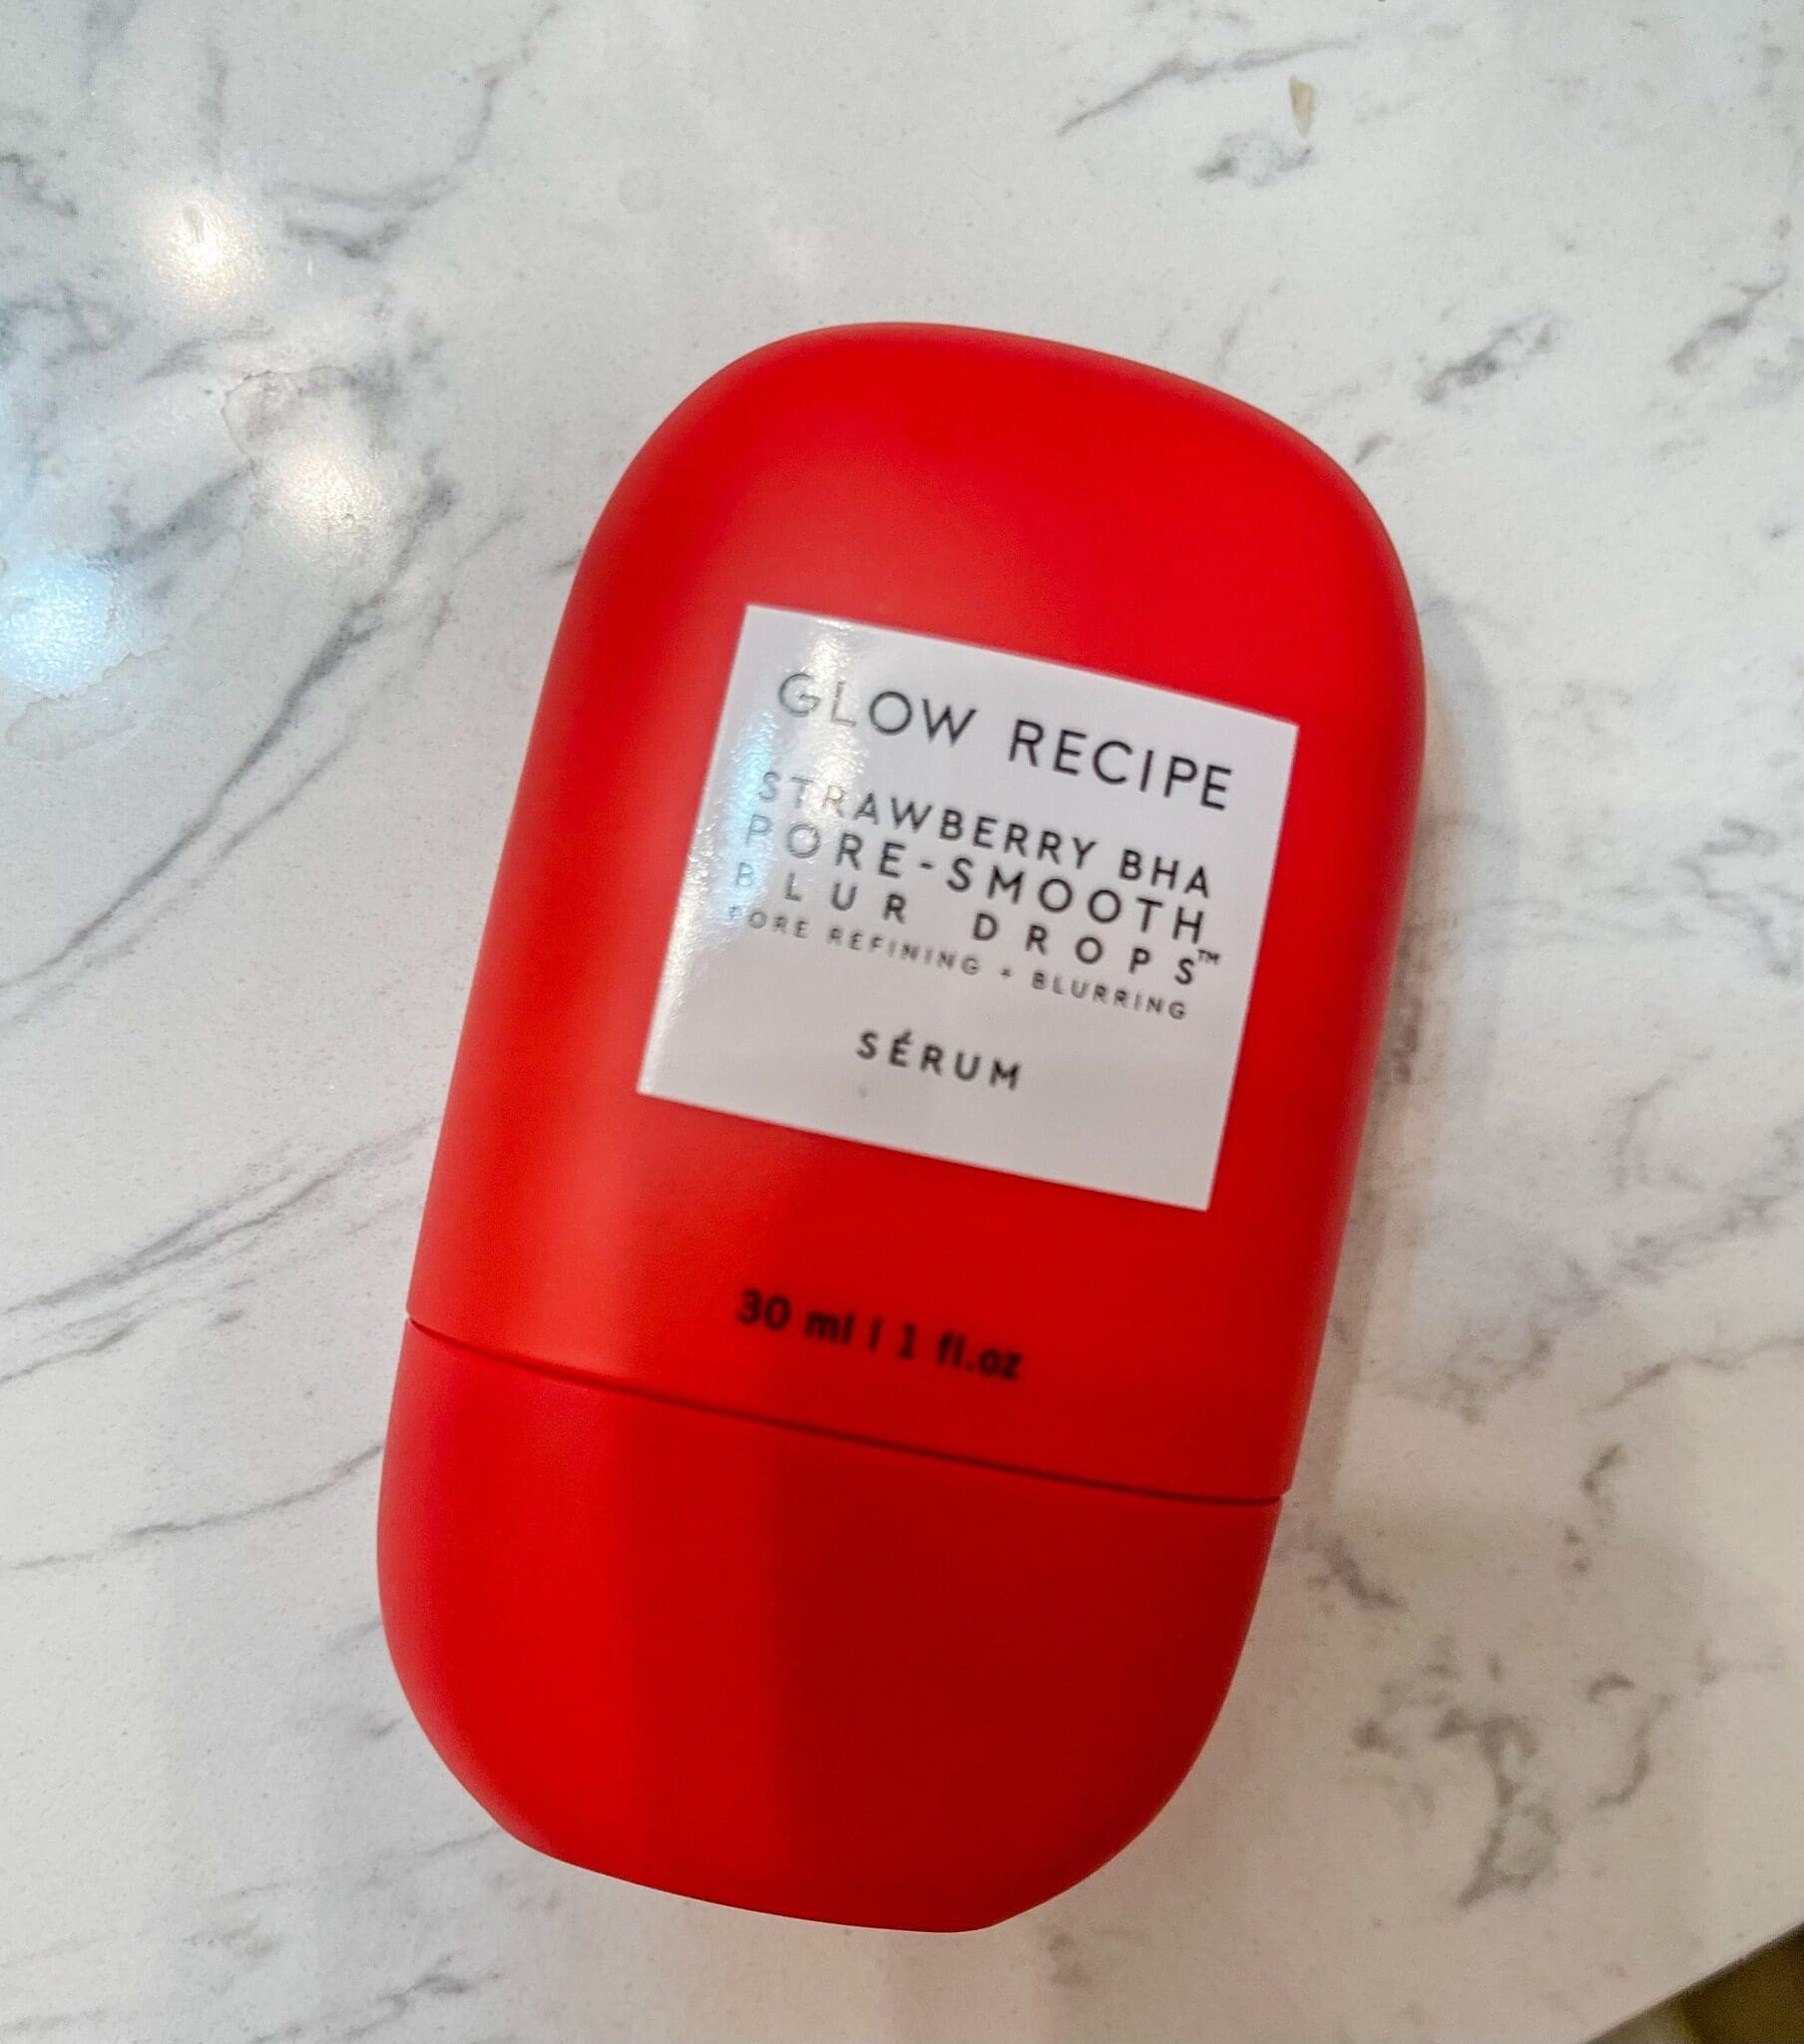 GLOW RECIPE
STRAWBERRY BHA
PORE-SMOOTH
BLUR DROPS™
PORE REFINING + BLURRING
SÉRUM
30 ml | 1 fl.oz